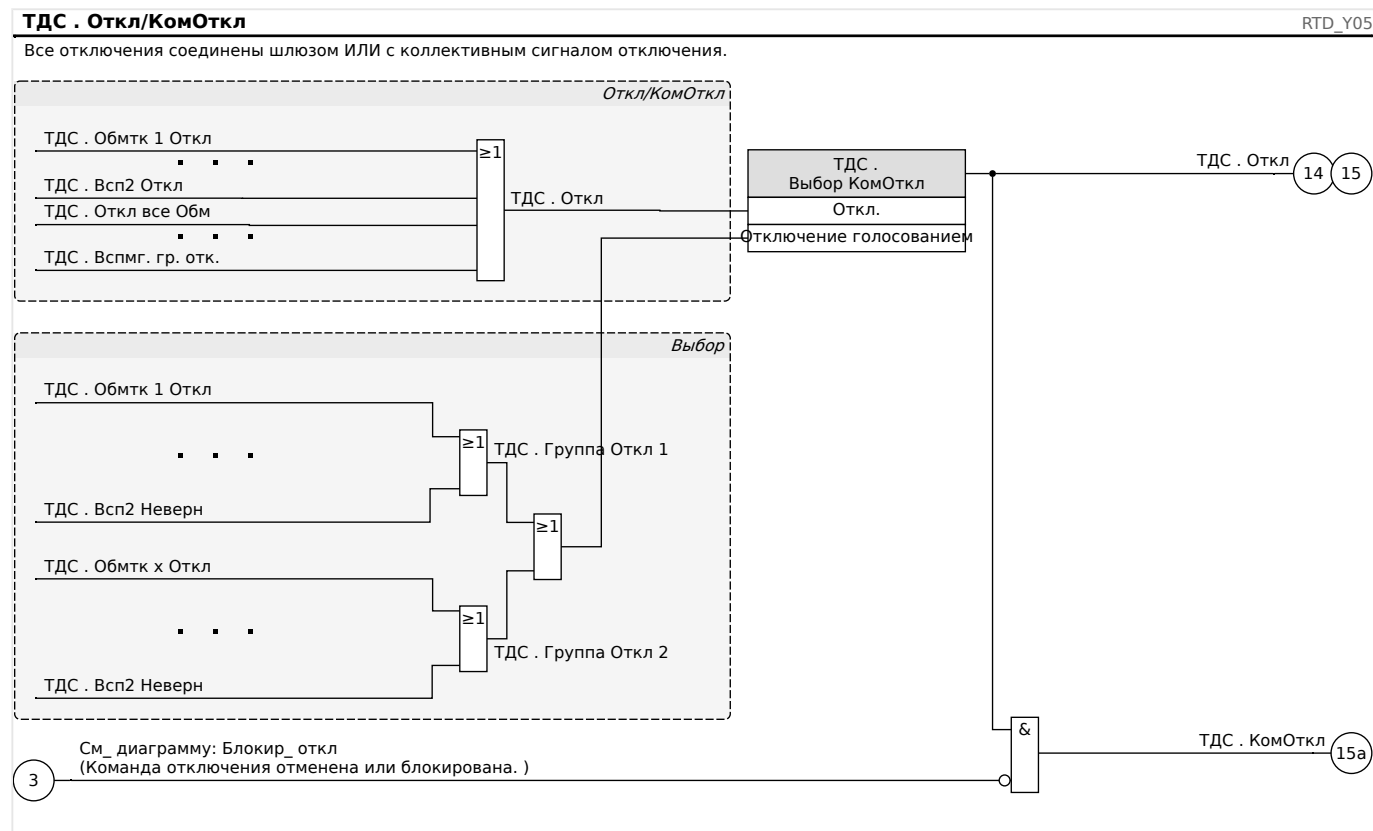 ТДС . Откл/КомОткл
RTD_Y05
Все отключения соединены шлюзом ИЛИ с коллективным сигналом отключения.
Откл/КомОткл
ТДС . Обмтк 1 Откл
. . .
≥1
ТДС . Всп2 Откл
ТДС . Откл все Обм
. . .
ТДС . Вспмг. гр. отк.
ТДС . Откл
ТДС .
Выбор КомОткл
Откл.
Отключение голосованием
ТДС . Откл
14
15
Выбор
ТДС . Обмтк 1 Откл
. . .
≥1
ТДС . Группа Откл 1
ТДС . Всп2 Неверн
≥1
ТДС . Обмтк x Откл
. . .
≥1
ТДС . Группа Откл 2
ТДС . Всп2 Неверн
См_ диаграмму: Блокир_ откл
(Команда отключения отменена или блокирована. )
3
&
ТДС . КомОткл
15a